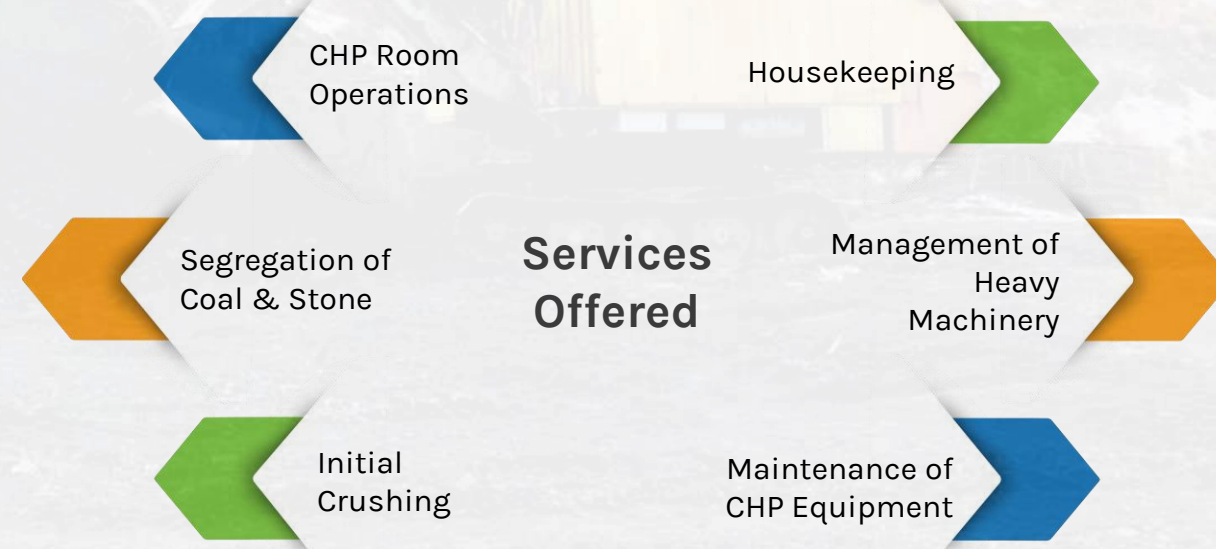 CHP Room
Operations
Housekeeping
Segregation of
Coal & Stone
Services
Offered
Management of
Heavy
Machinery
Initial
Crushing
Maintenance of
CHP Equipment